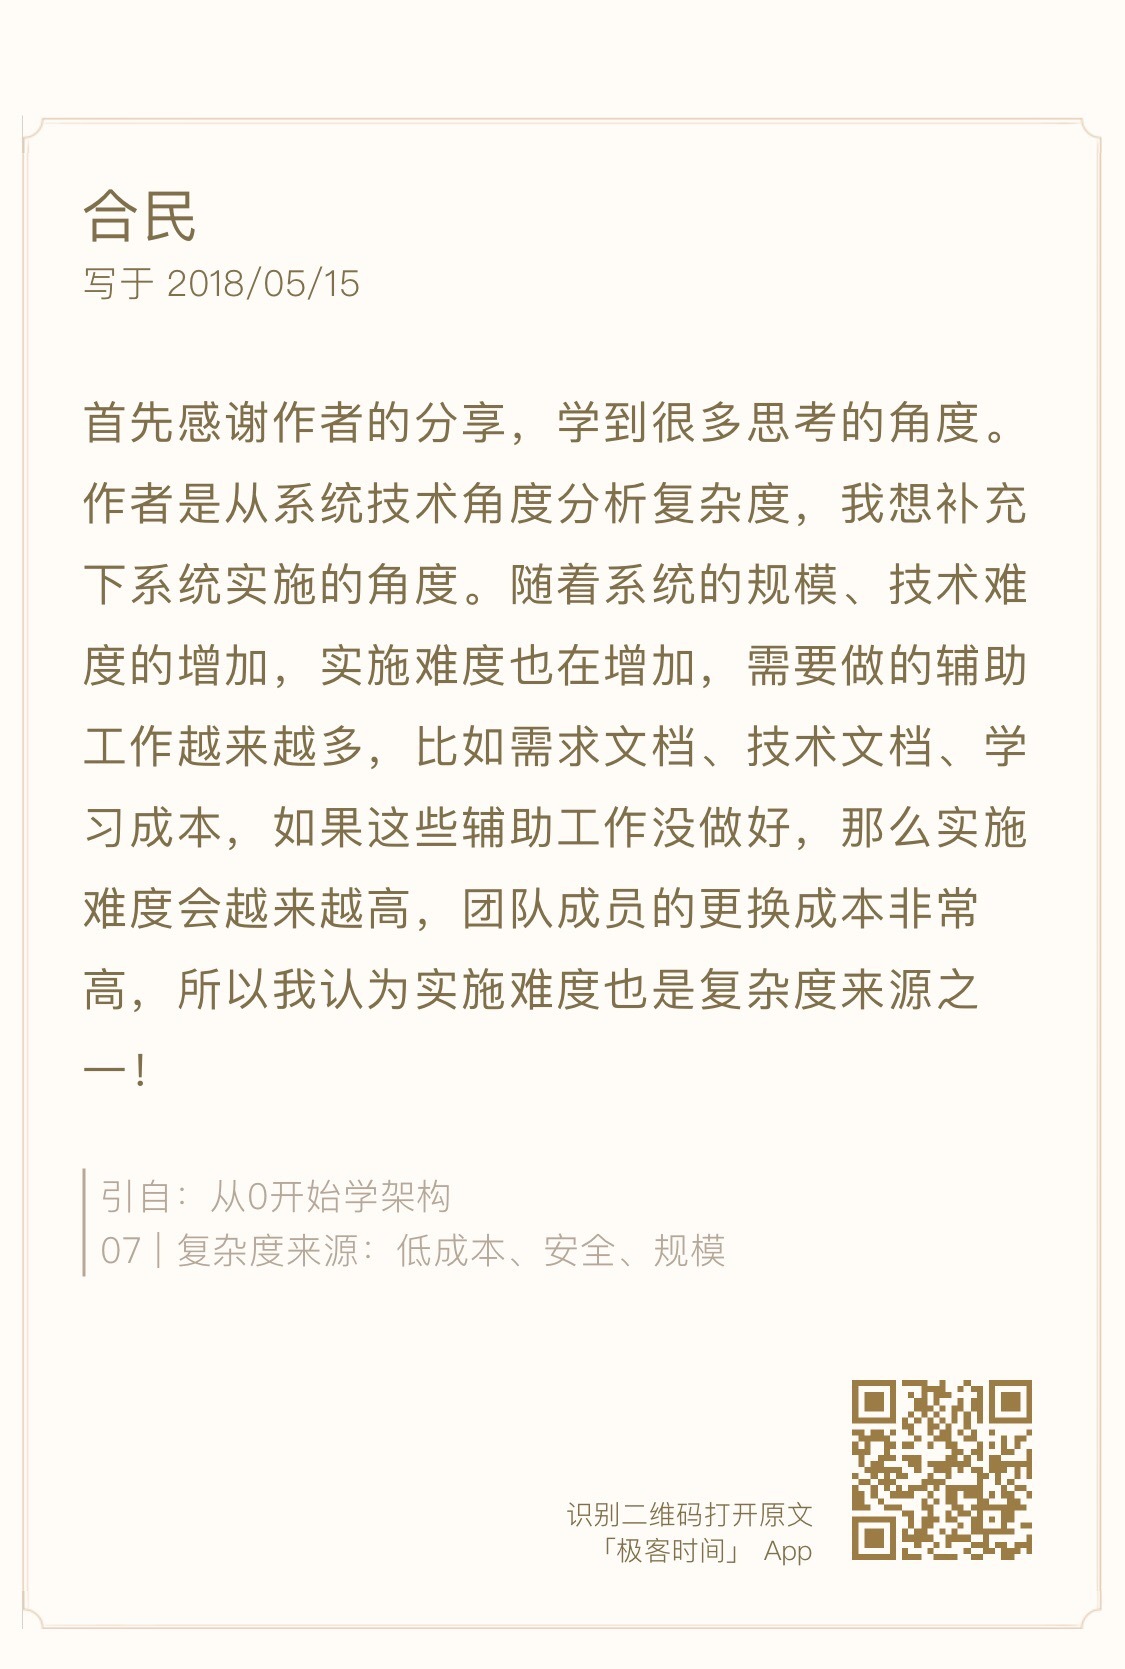 合民
写于 2018/05/15
首先感谢作者的分享，学到很多思考的角度。
作者是从系统技术角度分析复杂度，我想补充
下系统实施的角度。随着系统的规模、技术难
度的增加，实施难度也在增加，需要做的辅助
工作越来越多，比如需求文档、技术文档、学
习成本，如果这些辅助工作没做好，那么实施
难度会越来越高，团队成员的更换成本非常
高，所以我认为实施难度也是复杂度来源之
一！
引自：从0开始学架构
07 | 复杂度来源：低成本、安全、规模
识别二维码打开原文
「极客时间」 App